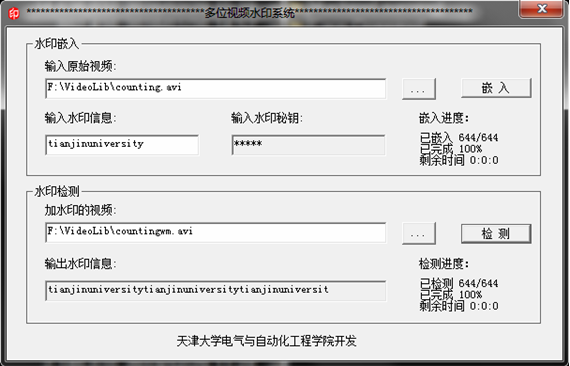 印 **************************************多位视频水印系统**************************************
水印嵌入
输入原始视频:
F:\VideoLib\counting.avi
...
嵌 入
输入水印信息:
输入水印秘钥:
嵌入进度:
tianjinuniversity
*****
已嵌入 644/644
已完成 100%
剩余时间 0:0:0
水印检测
加水印的视频:
F:\VideoLib\countingwm.avi
...
检 测
输出水印信息:
检测进度:
tianjinuniversitytianjinuniversitytianjinuniversit
已检测 644/644
已完成 100%
剩余时间 0:0:0
天津大学电气与自动化工程学院开发